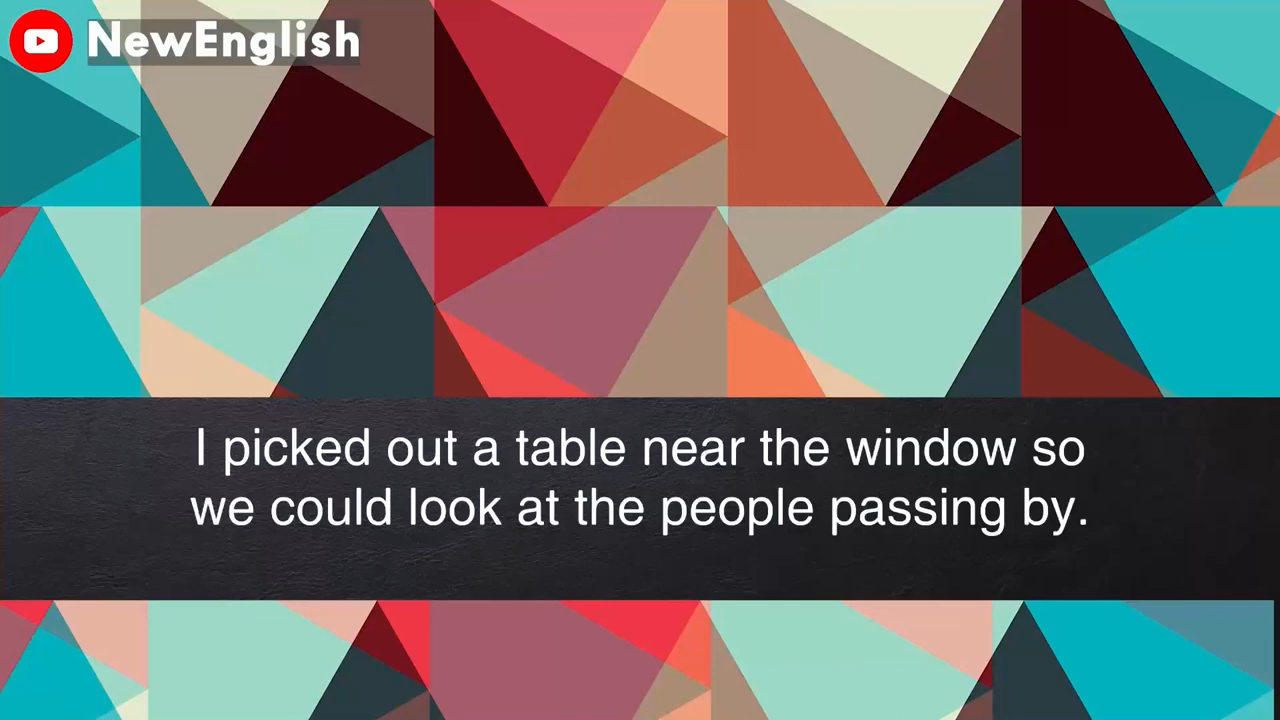 NewEnglish
I picked out a table near the window so
we could look at the people passing by.